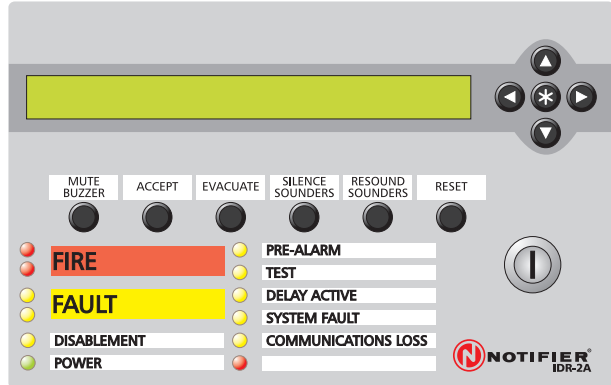 MUTE
BUZZER
ACCEPT
EVACUATE
SILENCE
SOUNDERS
RESOUND
SOUNDERS
RESET
FIRE
FAULT
DISABLEMENT
POWER
PRE-ALARM
TEST
DELAY ACTIVE
SYSTEM FAULT
COMMUNICATIONS LOSS
NOTIFIER®
IDR-2A